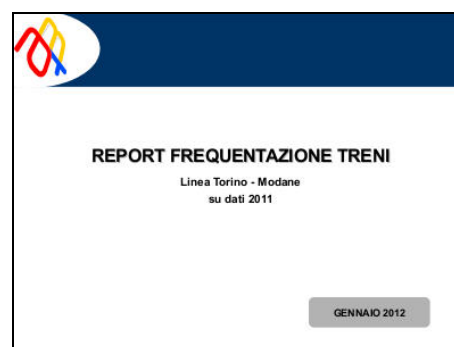 REPORT FREQUENTAZIONE TRENI
Linea Torino - Modane
su dati 2011
GENNAIO 2012